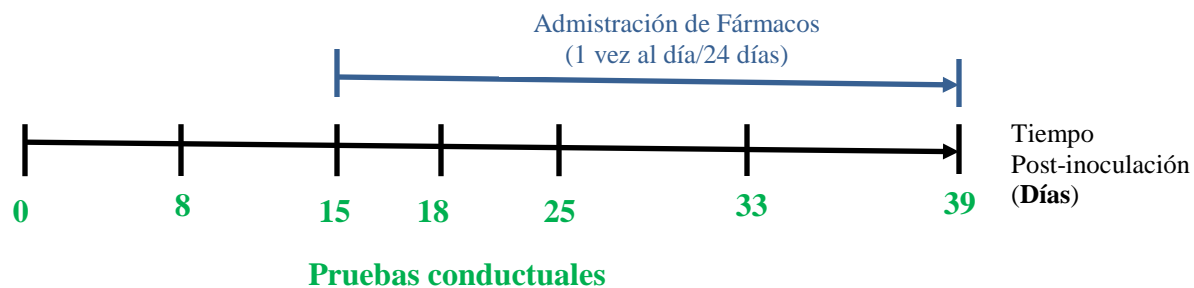 Admistración de Fármacos
(1 vez al día/24 días)
Tiempo
Post-inoculación
(Días)
0 8 15 18 25 33 39
Pruebas conductuales